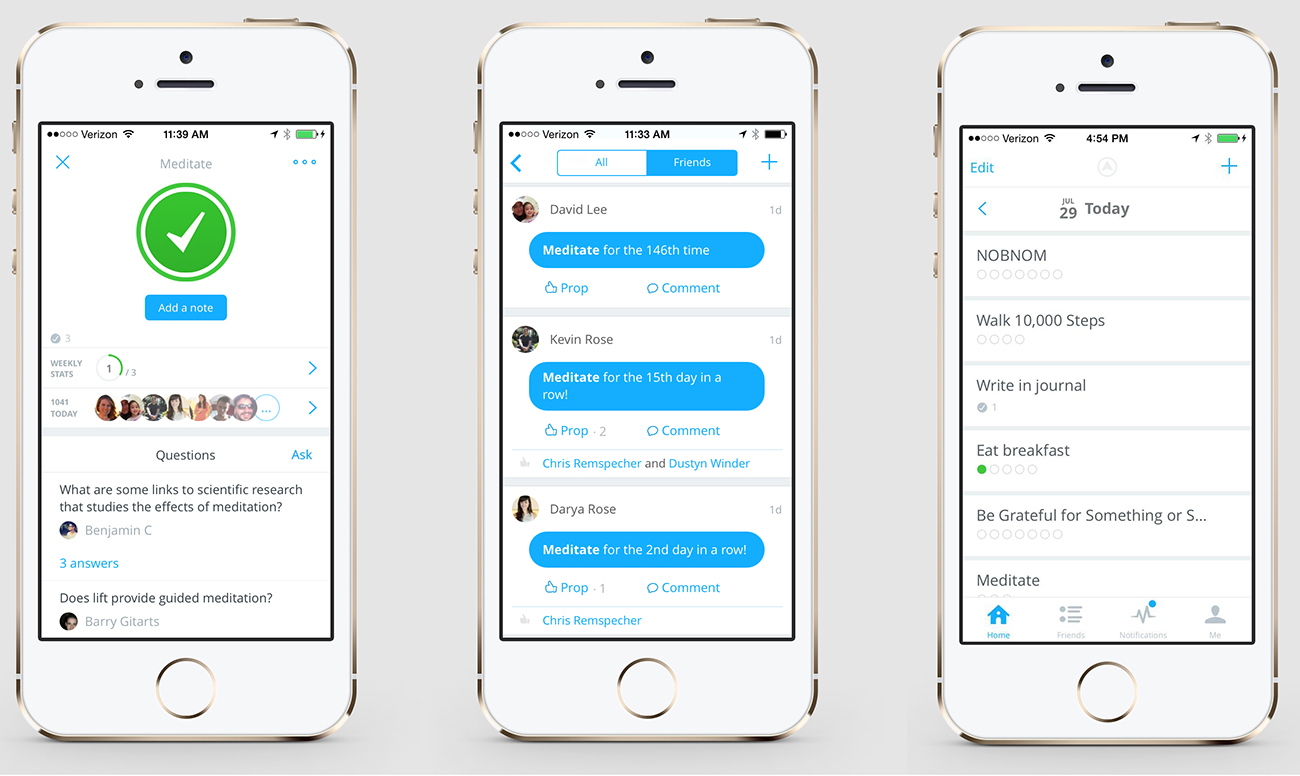 Verizon 11:39 AM
Meditate
Add a note
3
WEEKLY
STATS
1 / 3
1041
TODAY
...
Questions Ask
What are some links to scientific research
that studies the effects of meditation?
Benjamin C
3 answers
Does lift provide guided meditation?
Barry Gitarts
Verizon 11:33 AM
All Friends
David Lee 1d
Meditate for the 146th time
Prop Comment
Kevin Rose 1d
Meditate for the 15th day in a
row!
Prop · 2 Comment
Chris Remspecher and Dustyn Winder
Darya Rose 1d
Meditate for the 2nd day in a row!
Prop · 1 Comment
Chris Remspecher
Verizon 4:54 PM
Edit
JUL
29 Today
NOBNOM
Walk 10,000 Steps
Write in journal
1
Eat breakfast
Be Grateful for Something or S...
Meditate
Home Friends Notifications Me